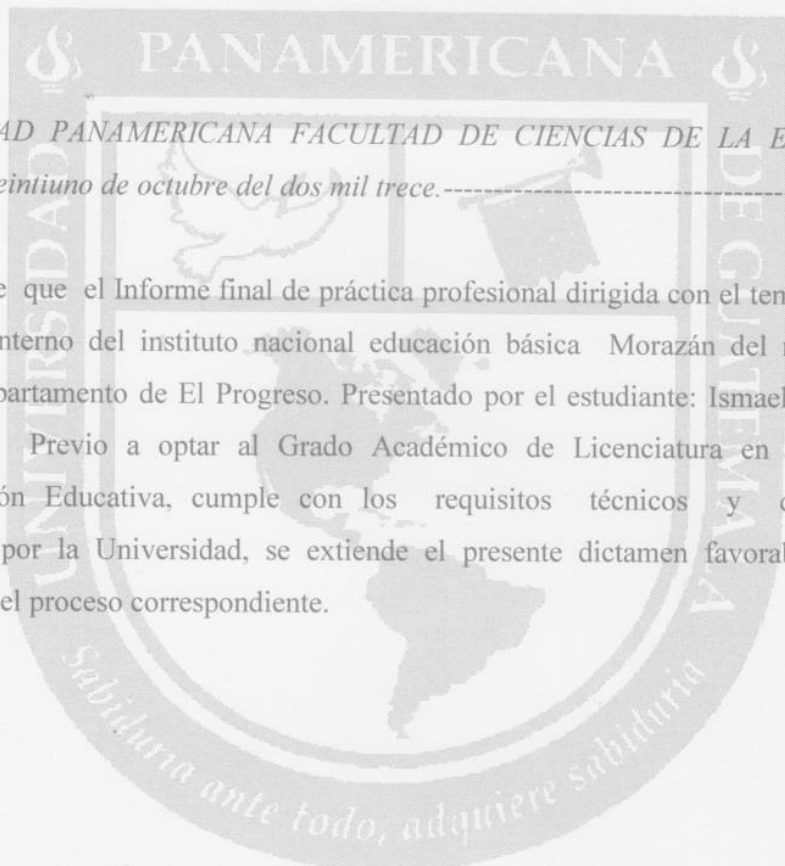 PANAMERICANA
UNIVERSIDAD
DE GUATEMALA
AD PANAMERICANA FACULTAD DE CIENCIAS DE LA E
eintiuno de octubre del dos mil trece.-----------------------------------
e que el Informe final de práctica profesional dirigida con el ten
nterno del instituto nacional educación básica Morazán del
partamento de El Progreso. Presentado por el estudiante: Ismael
Previo a optar al Grado Académico de Licenciatura en
ón Educativa, cumple con los requisitos técnicos y
por la Universidad, se extiende el presente dictamen favorab
el proceso correspondiente.
Sabiduría ante todo, adquiere sabiduría